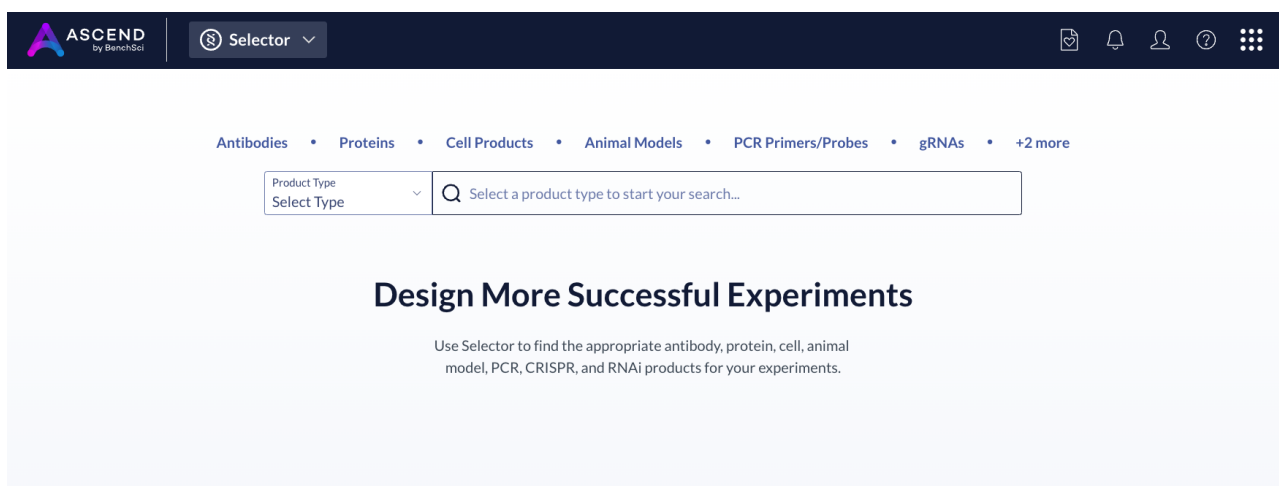 ASCEND
by BenchSci
Selector
Antibodies • Proteins • Cell Products • Animal Models • PCR Primers/Probes • gRNAs • +2 more
Product Type
Select Type
Select a product type to start your search...
Design More Successful Experiments
Use Selector to find the appropriate antibody, protein, cell, animal
model, PCR, CRISPR, and RNAi products for your experiments.